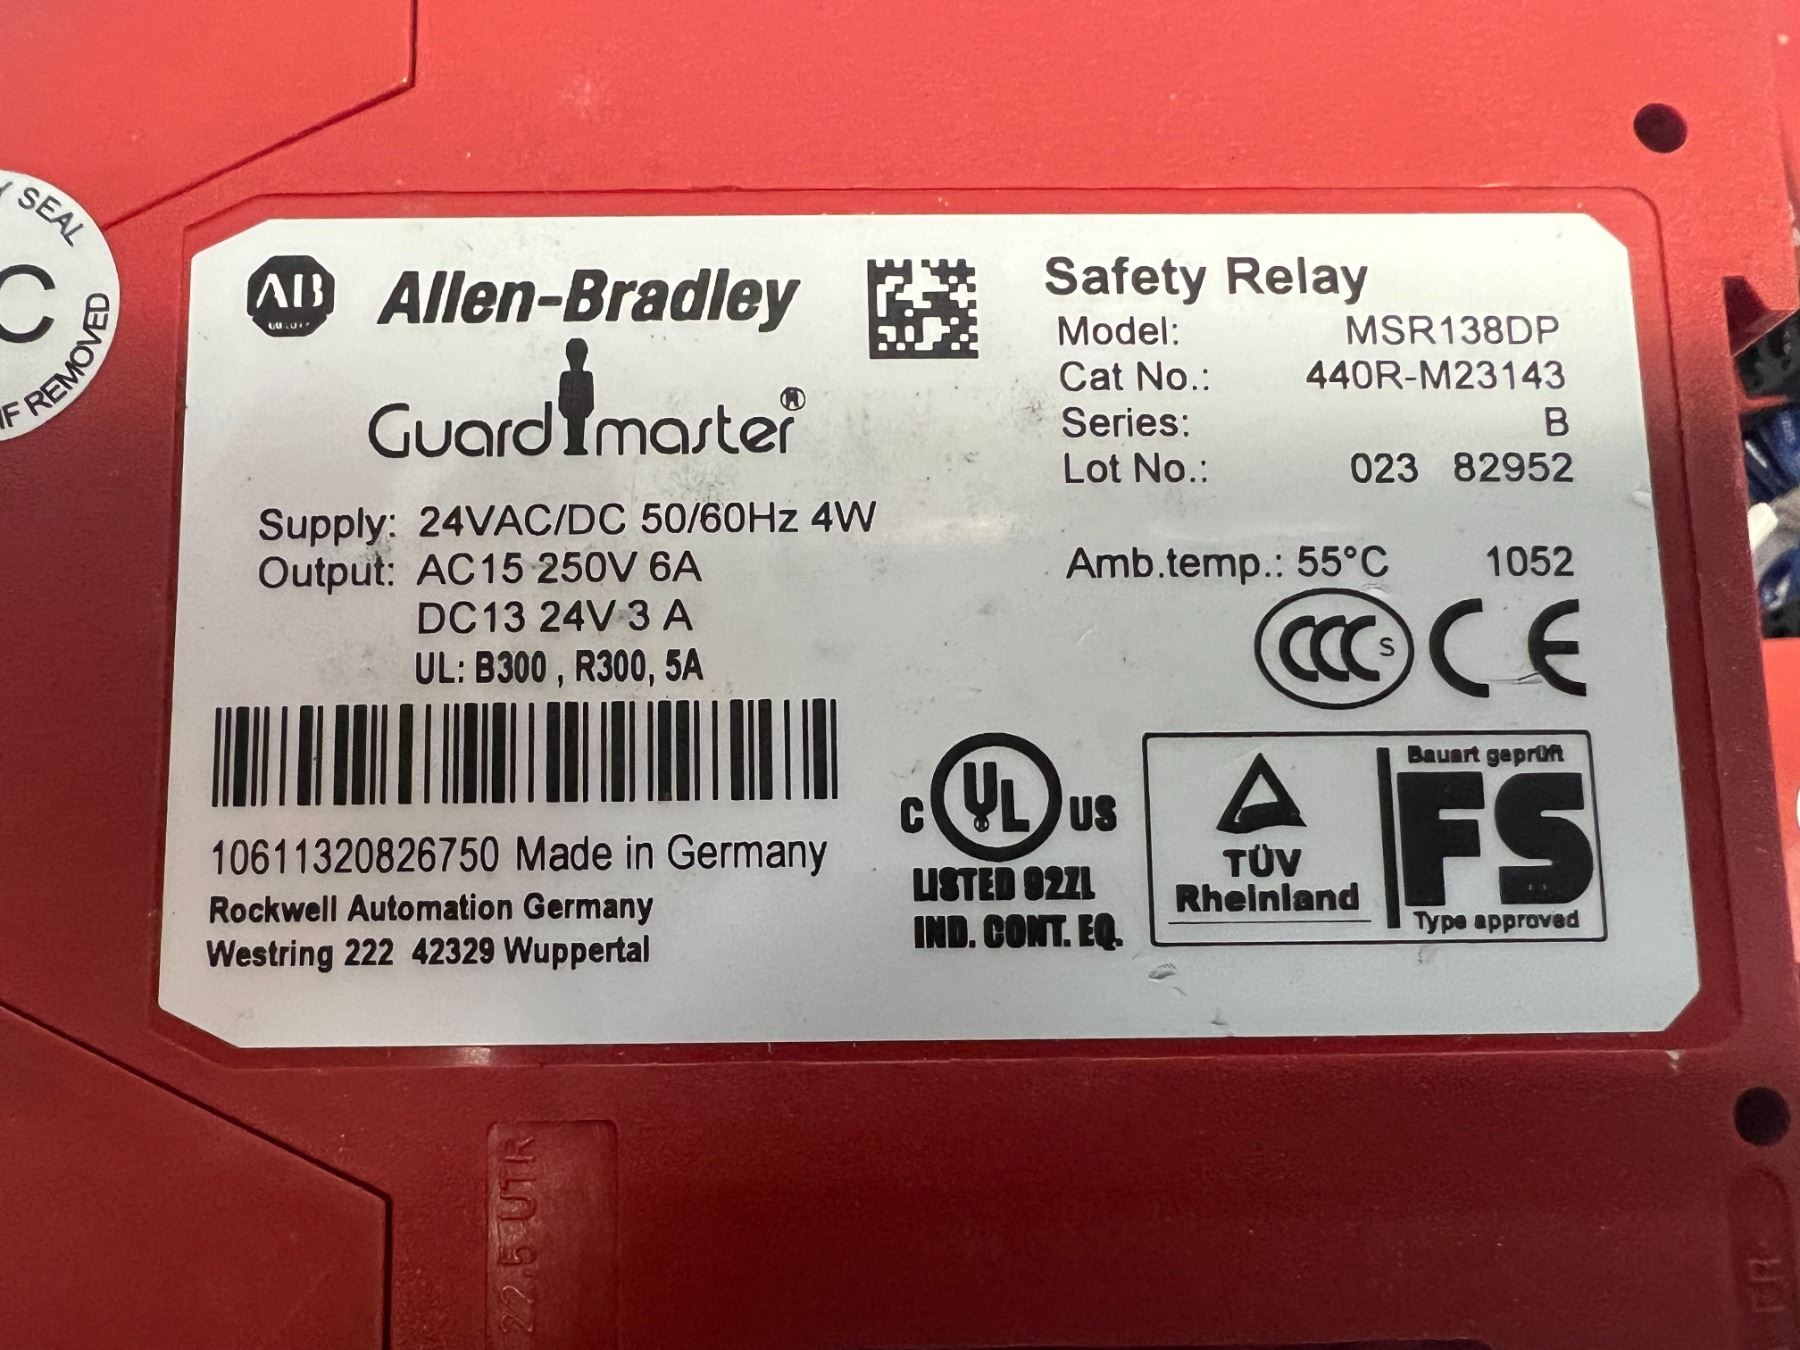 SEAL
C
IF REMOVED
AB
Allen-Bradley
Guardmaster®
Safety Relay
Model: MSR138DP
Cat No.: 440R-M23143
Series: B
Lot No.: 023 82952
Supply: 24VAC/DC 50/60Hz 4W
Output: AC15 250V 6A
DC13 24V 3 A
UL: B300 , R300, 5A
Amb.temp.: 55°C 1052
CCC S CE
10611320826750 Made in Germany
Rockwell Automation Germany
Westring 222 42329 Wuppertal
C UL US
LISTED 92ZL
IND. CONT. EQ.
TÜV
Rheinland
Bauart geprüft
FS
Type approved
22.5 UTR